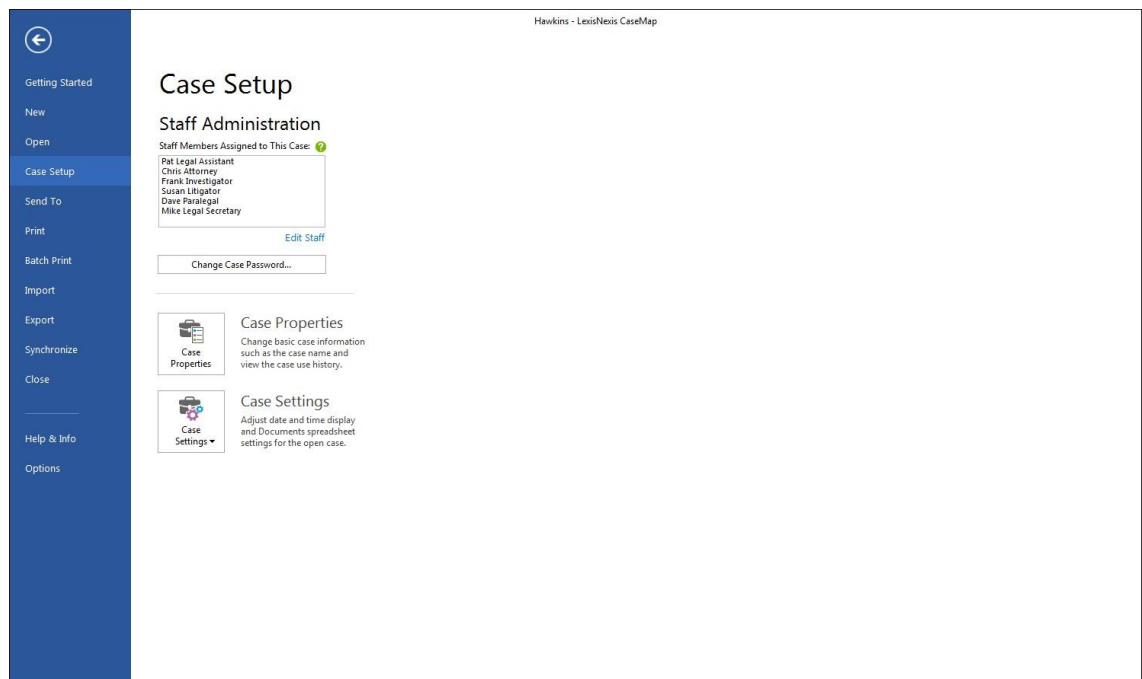 Hawkins - LexisNexis CaseMap
Getting Started
New
Open
Case Setup
Send To
Print
Batch Print
Import
Export
Synchronize
Close
Help & Info
Options
Case Setup
Staff Administration
Staff Members Assigned to This Case: ?
Pat Legal Assistant
Chris Attorney
Frank Investigator
Susan Litigator
Dave Paralegal
Mike Legal Secretary
Edit Staff
Change Case Password...
Case
Properties
Case Properties
Change basic case information
such as the case name and
view the case use history.
Case
Settings
Case Settings
Adjust date and time display
and Documents spreadsheet
settings for the open case.